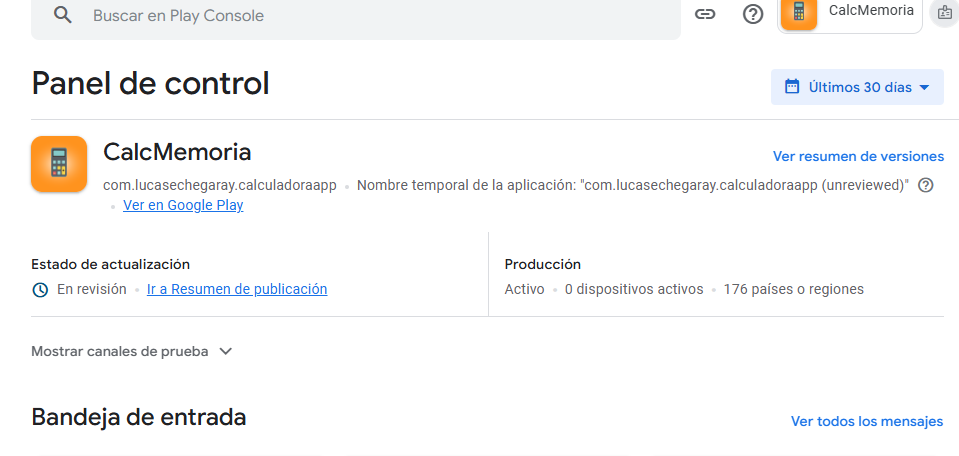 Buscar en Play Console
CalcMemoria
Panel de control
Últimos 30 días
CalcMemoria
Ver resumen de versiones
com.lucasechegaray.calculadoraapp • Nombre temporal de la aplicación: "com.lucasechegaray.calculadoraapp (unreviewed)"
• Ver en Google Play
Estado de actualización
En revisión • Ir a Resumen de publicación
Producción
Activo • 0 dispositivos activos • 176 países o regiones
Mostrar canales de prueba
Bandeja de entrada
Ver todos los mensajes